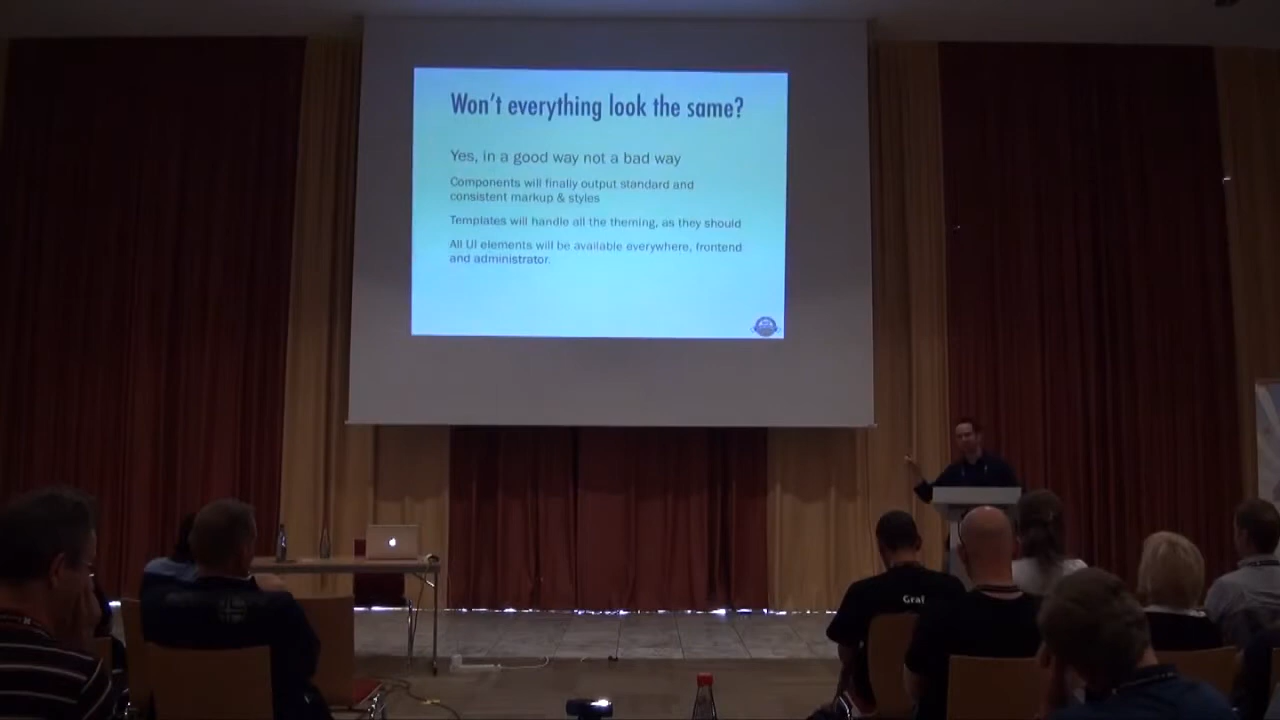 Won't everything look the same?
Yes, in a good way not a bad way
Components will finally output standard and
consistent markup & styles
Templates will handle all the theming, as they should
All UI elements will be available everywhere, frontend
and administrator.
Graf